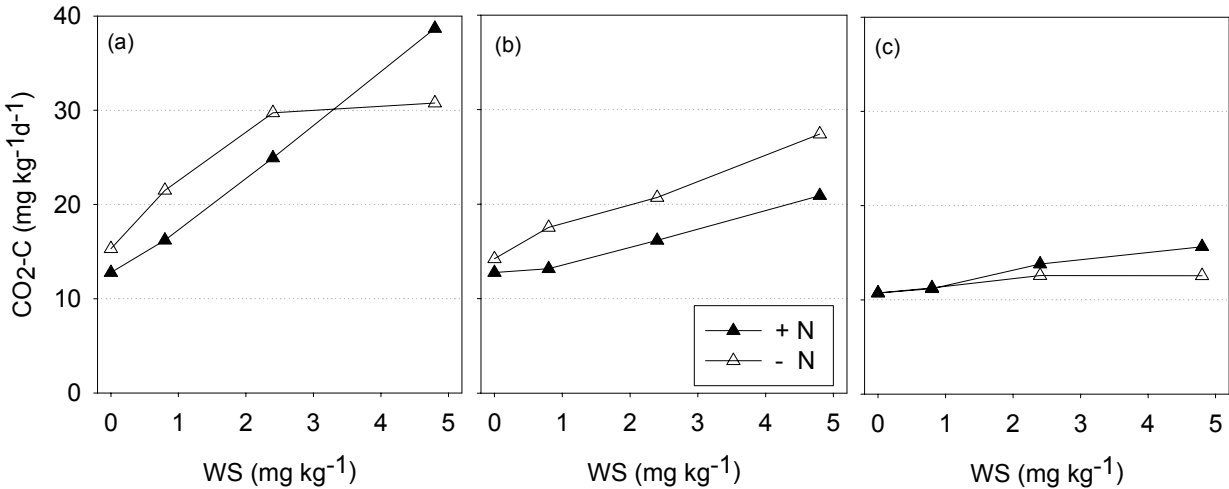 40
30
20
10
0
CO2-C (mg kg-1d-1)
(a)
(b)
(c)
+ N
- N
0 1 2 3 4 5
0 1 2 3 4 5
0 1 2 3 4 5
WS (mg kg-1)
WS (mg kg-1)
WS (mg kg-1)